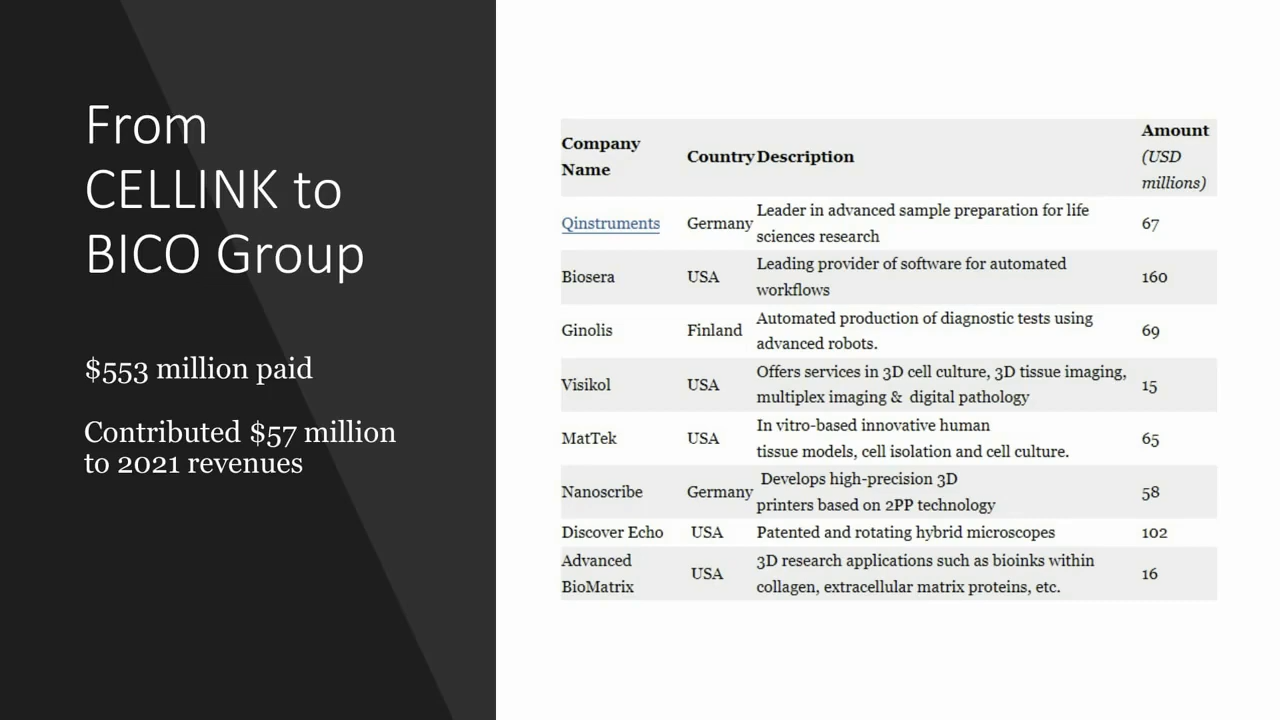 From
CELLINK to
BICO Group
$553 million paid
Contributed $57 million
to 2021 revenues
Company Name Country Description Amount (USD millions)
Qinstruments Germany Leader in advanced sample preparation for life sciences research 67
Biosera USA Leading provider of software for automated workflows 160
Ginolis Finland Automated production of diagnostic tests using advanced robots. 69
Visikol USA Offers services in 3D cell culture, 3D tissue imaging, multiplex imaging & digital pathology 15
MatTek USA In vitro-based innovative human tissue models, cell isolation and cell culture. 65
Nanoscribe Germany Develops high-precision 3D printers based on 2PP technology 58
Discover Echo USA Patented and rotating hybrid microscopes 102
Advanced BioMatrix USA 3D research applications such as bioinks within collagen, extracellular matrix proteins, etc. 16